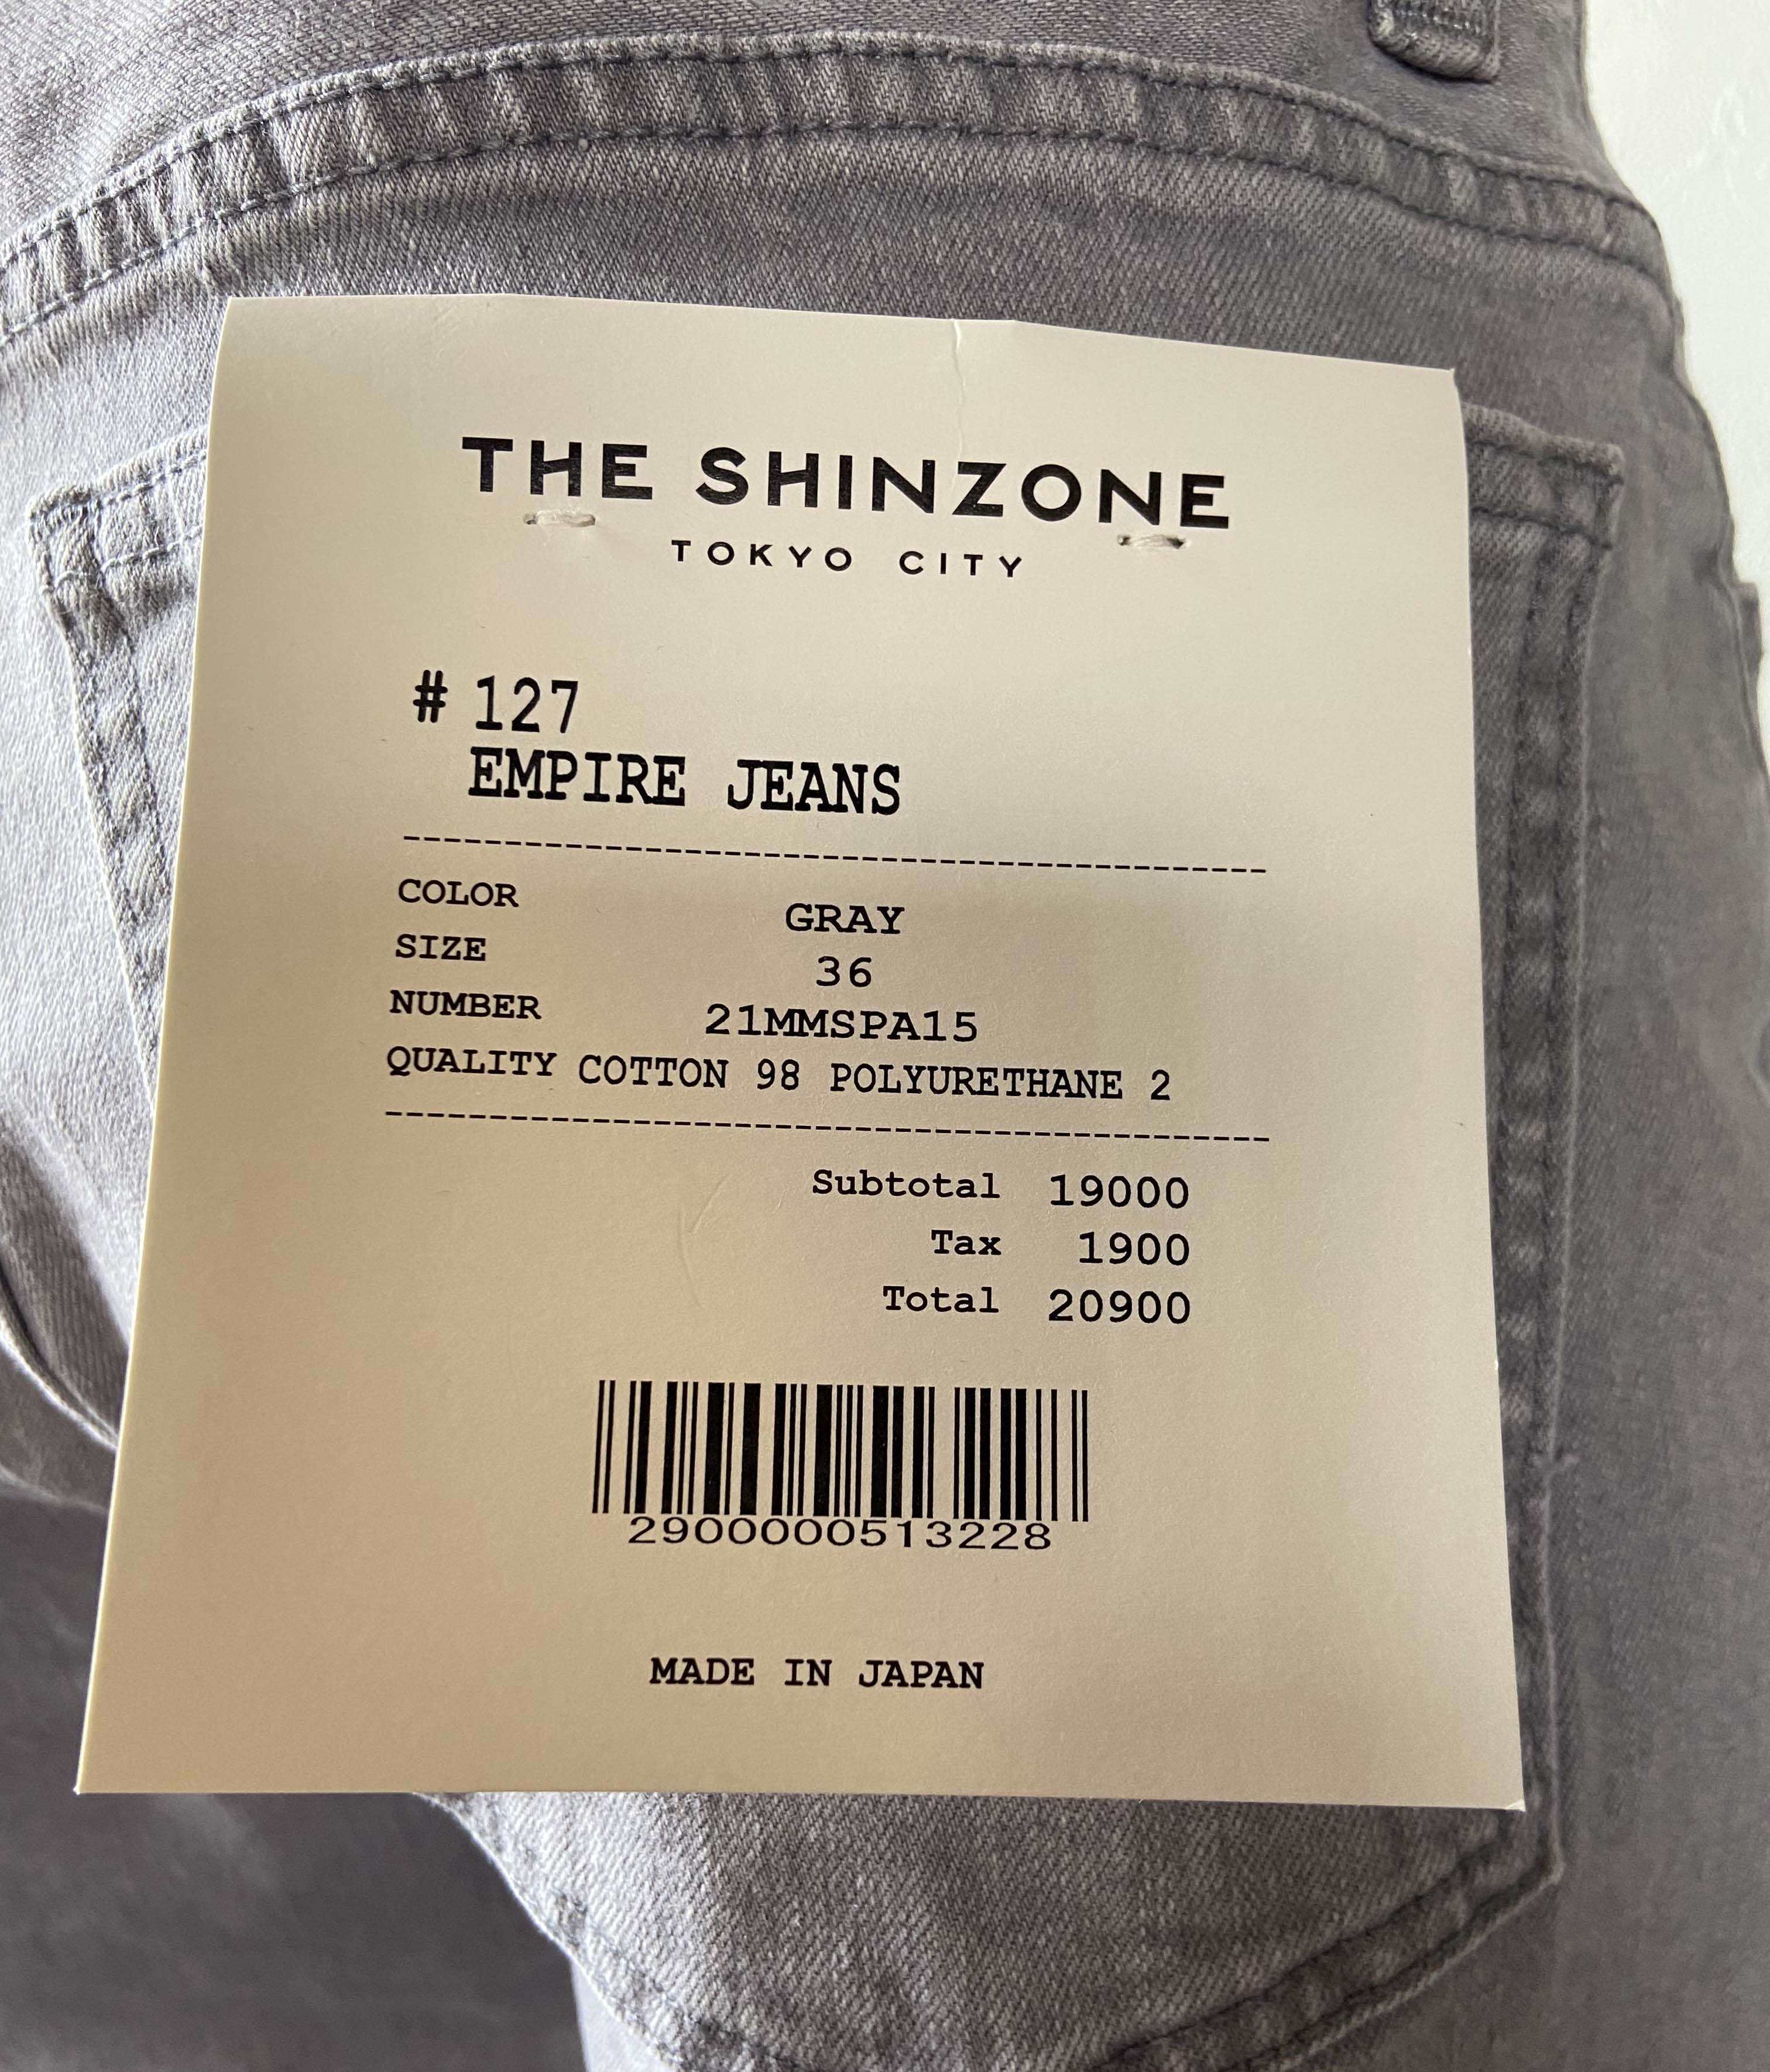 THE SHINZONE
TOKYO CITY
# 127
EMPIRE JEANS
COLOR GRAY
SIZE 36
NUMBER 21MMSPA15
QUALITY COTTON 98 POLYURETHANE 2
Subtotal 19000
Tax 1900
Total 20900
2900000513228
MADE IN JAPAN